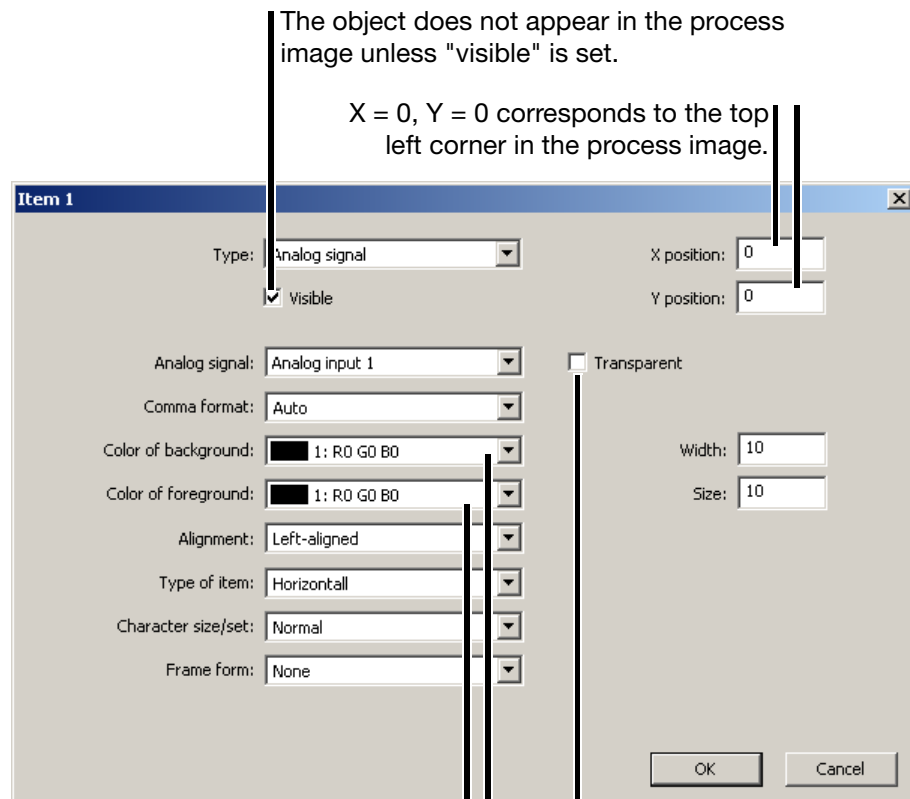 The object does not appear in the process
image unless "visible" is set.
X = 0, Y = 0 corresponds to the top
left corner in the process image.
Item 1
Type: Analog signal
X position: 0
Visible
Y position: 0
Analog signal: Analog input 1
Transparent
Comma format: Auto
Color of background: 1: R0 G0 B0
Width: 10
Color of foreground: 1: R0 G0 B0
Size: 10
Alignment: Left-aligned
Type of item: Horizontall
Character size/set: Normal
Frame form: None
OK
Cancel